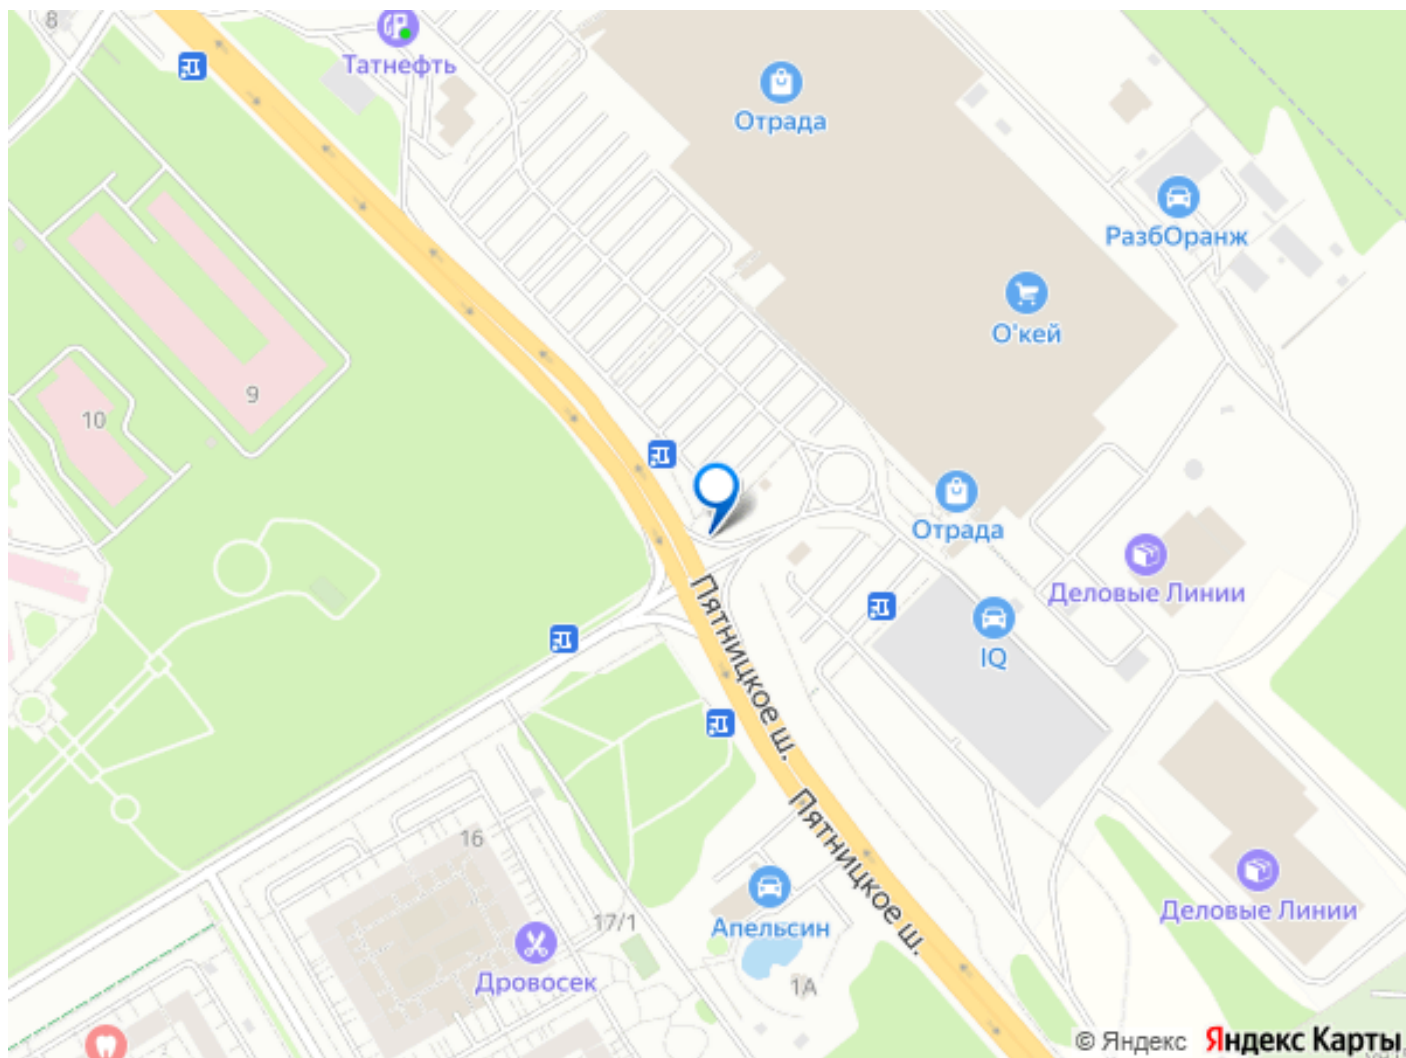 8
Татнефть
Отрада
РазбОранж
О'кей
9
10
Отрада
Деловые Линии
IQ
Пятницкое ш.
Пятницкое ш.
16
Апельсин
Деловые Линии
17/1
Дровосек
1А
© Яндекс Яндекс Карты